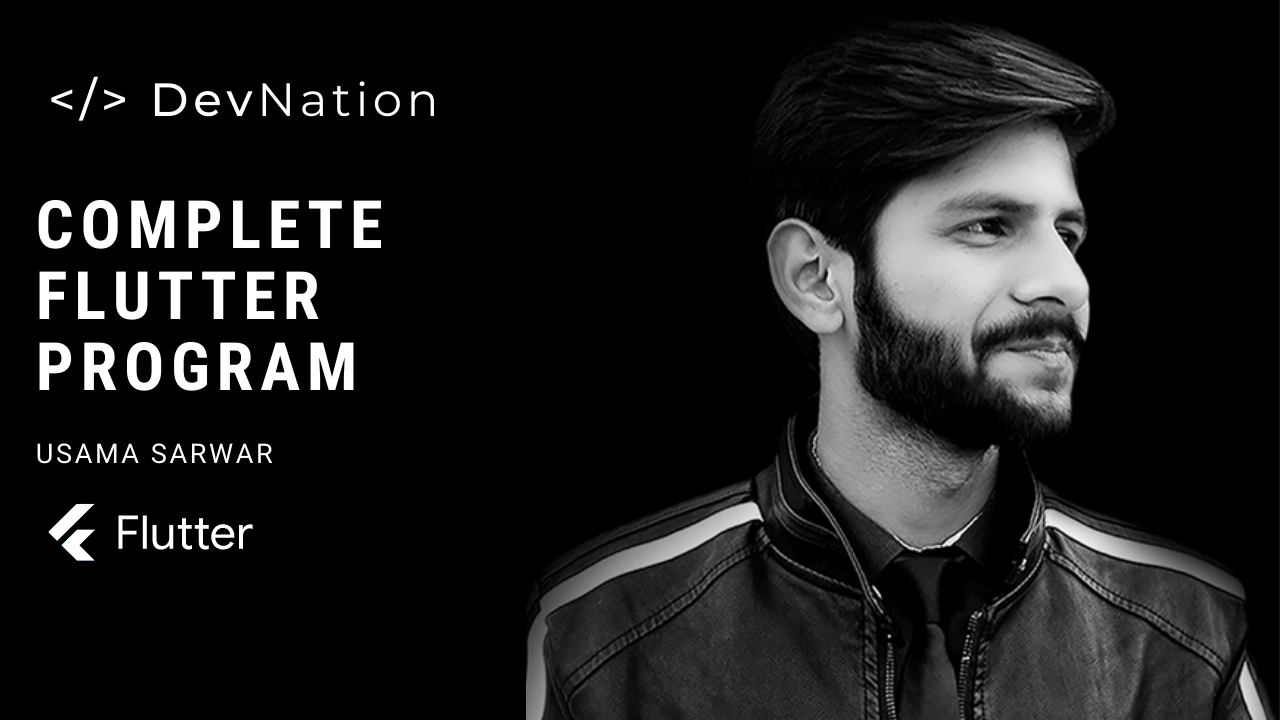 </> DevNation
COMPLETE
FLUTTER
PROGRAM
USAMA SARWAR
Flutter